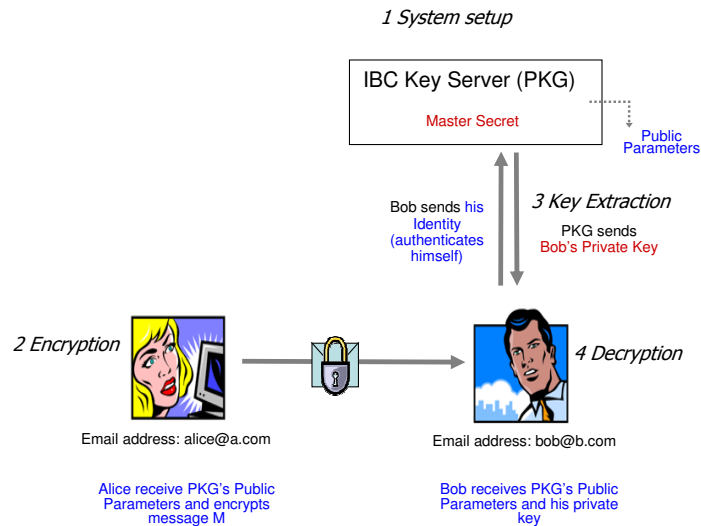 1 System setup
IBC Key Server (PKG)
Master Secret
Public
Parameters
Bob sends his
Identity
(authenticates
himself)
3 Key Extraction
PKG sends
Bob's Private Key
2 Encryption
4 Decryption
Email address: alice@a.com
Email address: bob@b.com
Alice receive PKG's Public
Parameters and encrypts
message M
Bob receives PKG's Public
Parameters and his private
key